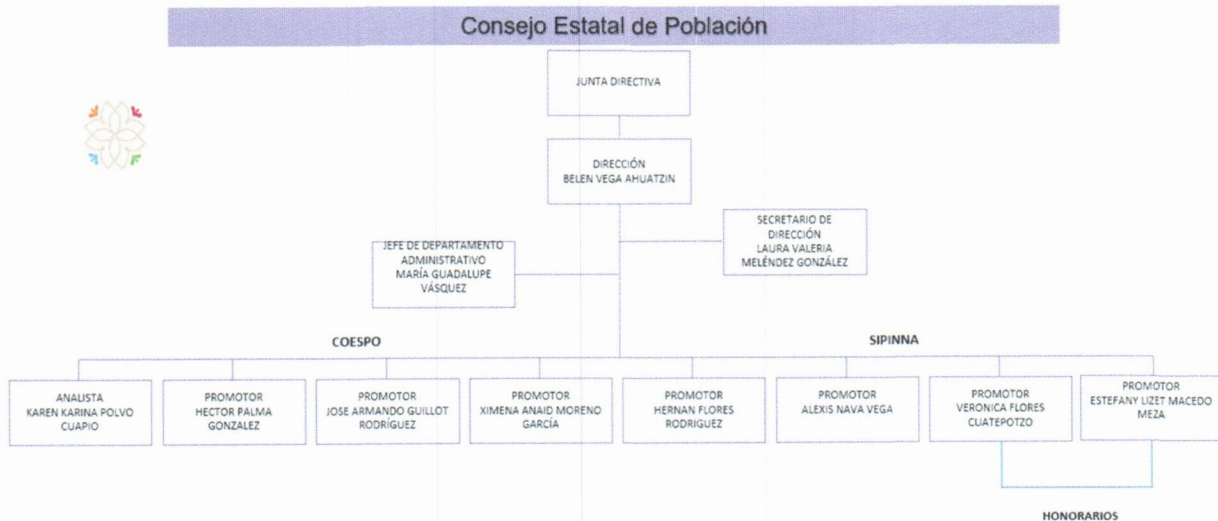 Consejo Estatal de Población
JUNTA DIRECTIVA
DIRECCIÓN
BELEN VEGA AHUATZIN
SECRETARIO DE
DIRECCIÓN
LAURA VALERIA
MELÉNDEZ GONZÁLEZ
JEFE DE DEPARTAMENTO
ADMINISTRATIVO
MARÍA GUADALUPE
VÁSQUEZ
COESPO
SIPINNA
ANALISTA
KAREN KARINA POLVO
CUAPIO
PROMOTOR
HECTOR PALMA
GONZALEZ
PROMOTOR
JOSE ARMANDO GUILLOT
RODRÍGUEZ
PROMOTOR
XIMENA ANAID MORENO
GARCÍA
PROMOTOR
HERNAN FLORES
RODRIGUEZ
PROMOTOR
ALEXIS NAVA VEGA
PROMOTOR
VERONICA FLORES
CUATEPOTZO
PROMOTOR
ESTEFANY LIZET MACEDO
MEZA
HONORARIOS